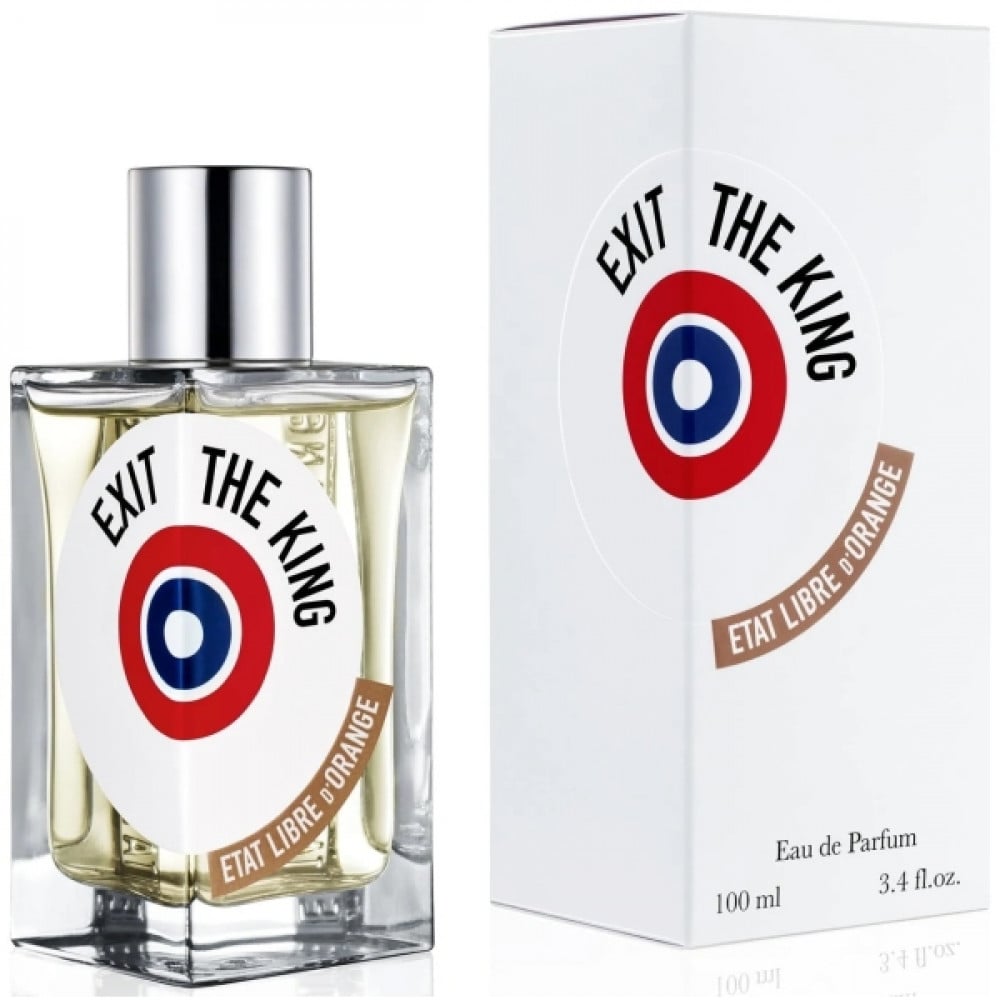 EXIT THE KING
ETAT LIBRE D'ORANGE
EXIT THE KING
ETAT LIBRE D'ORANGE
Eau de Parfum
100 ml 3.4 fl.oz.